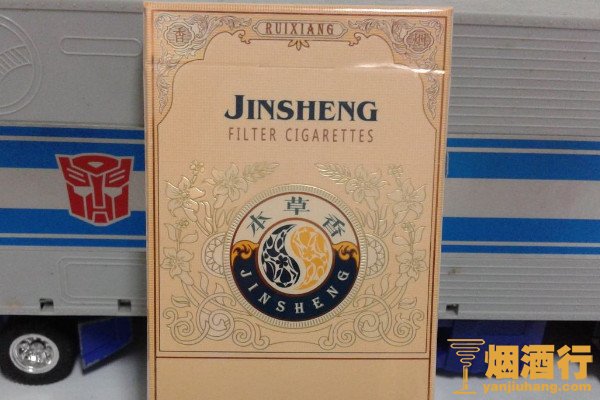 RUIXIANG
JINSHENG
FILTER CIGARETTES
本草香
JINSHENG
烟酒行
yanjiuhang.com